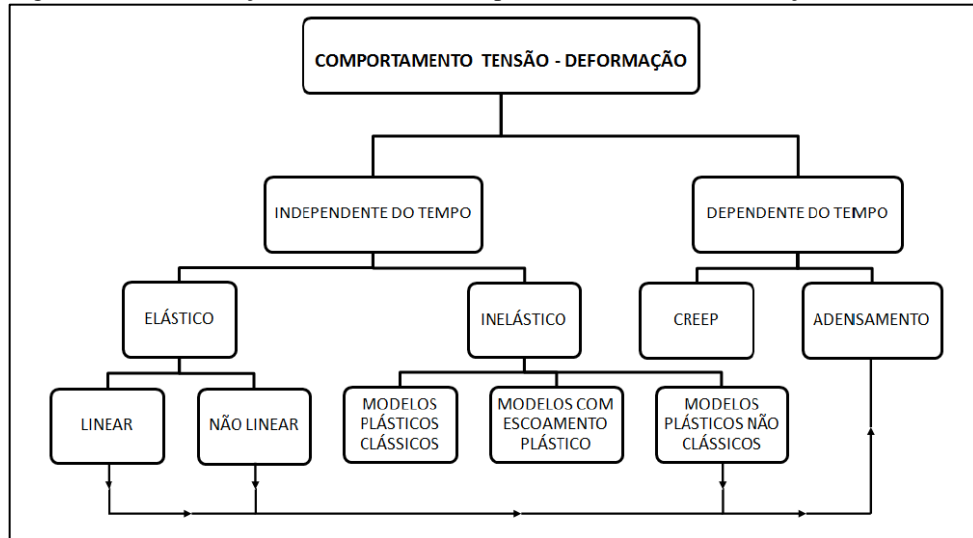 COMPORTAMENTO TENSÃO - DEFORMAÇÃO
INDEPENDENTE DO TEMPO
DEPENDENTE DO TEMPO
ELÁSTICO
INELÁSTICO
CREEP
ADENSAMENTO
LINEAR
NÃO LINEAR
MODELOS
PLÁSTICOS
CLÁSSICOS
MODELOS COM
ESCOAMENTO
PLÁSTICO
MODELOS
PLÁSTICOS NÃO
CLÁSSICOS